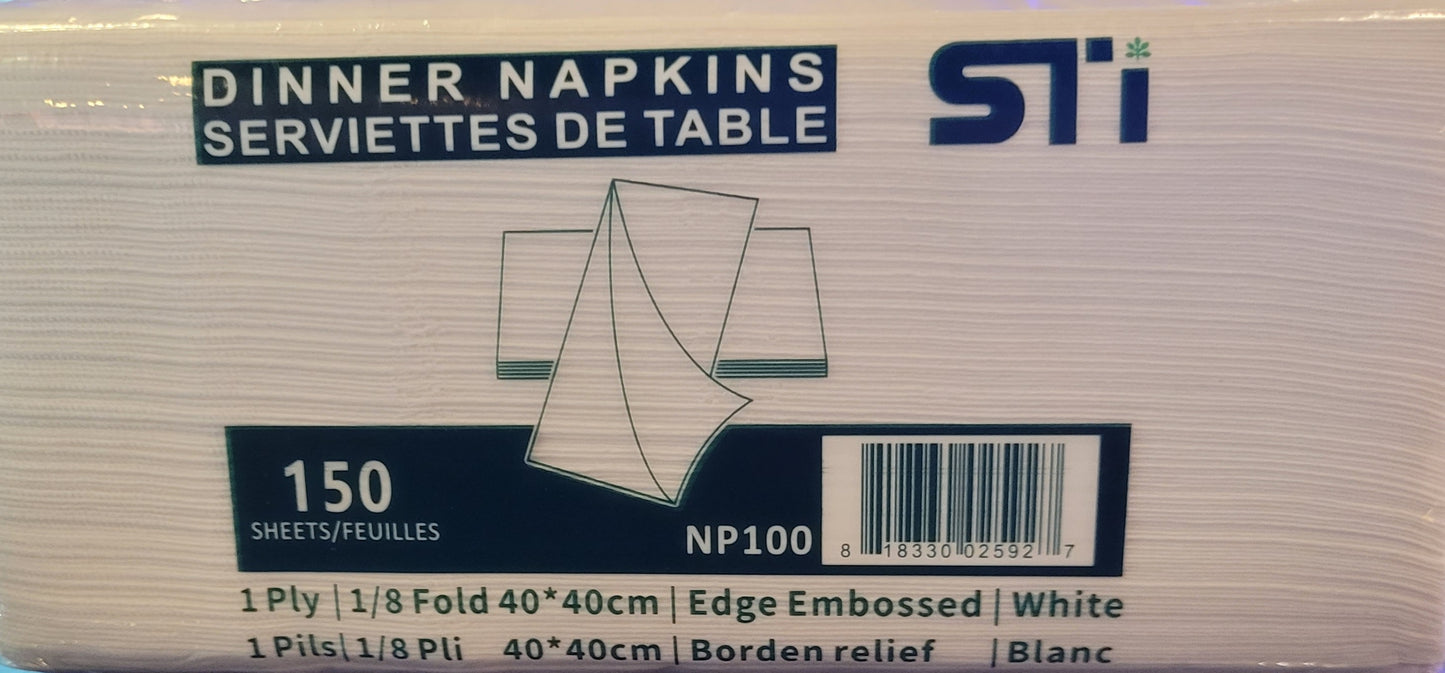 DINNER NAPKINS
SERVIETTES DE TABLE
STi
150
SHEETS/FEUILLES
NP100
8 18330 02592 7
1 Ply | 1/8 Fold 40*40cm | Edge Embossed | White
1 Pils | 1/8 Pli 40*40cm | Borden relief | Blanc